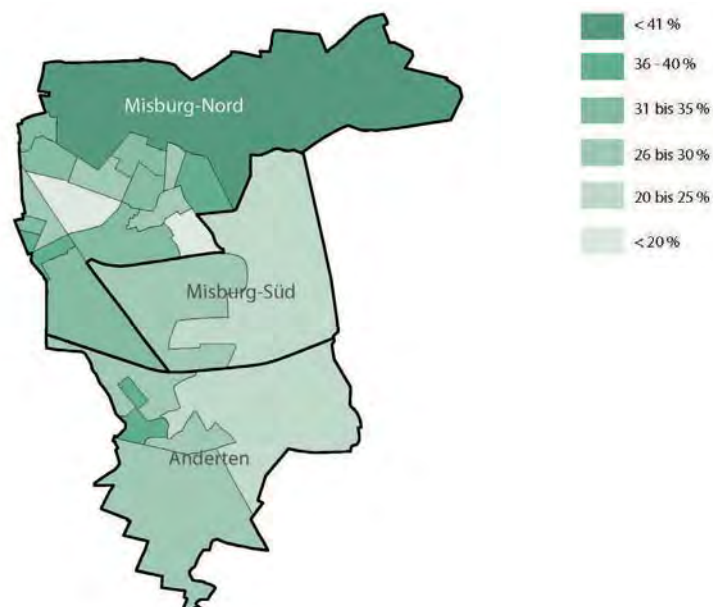 Misburg-Nord
Misburg-Süd
Anderten
< 41 %
36 - 40 %
31 bis 35 %
26 bis 30 %
20 bis 25 %
< 20 %